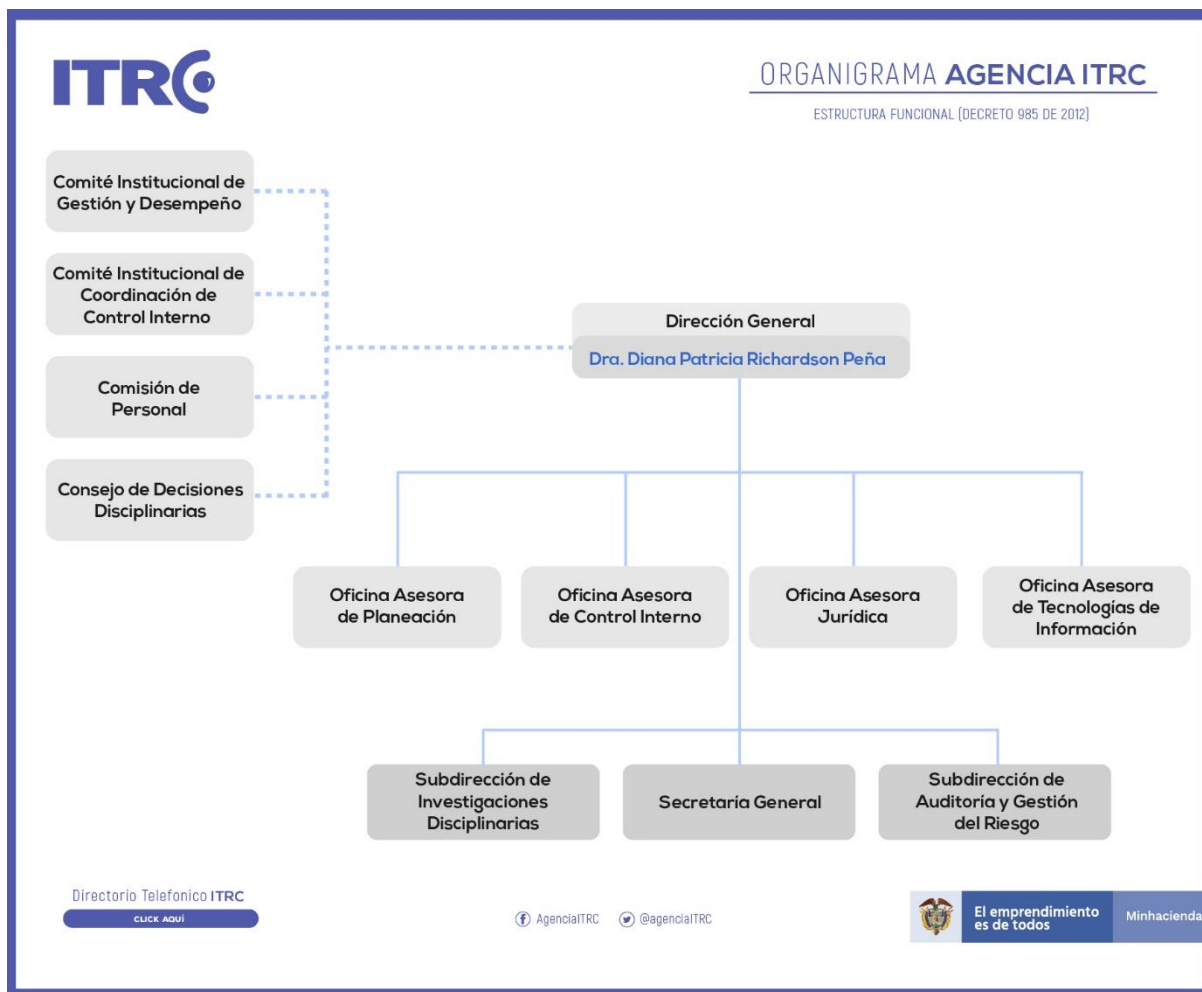 ITRC
ORGANIGRAMA AGENCIA ITRC
ESTRUCTURA FUNCIONAL (DECRETO 985 DE 2012)
Comité Institucional de
Gestión y Desempeño
Comité Institucional de
Coordinación de
Control Interno
Comisión de
Personal
Consejo de Decisiones
Disciplinarias
Dirección General
Dra. Diana Patricia Richardson Peña
Oficina Asesora
de Planeación
Oficina Asesora
de Control Interno
Oficina Asesora
Jurídica
Oficina Asesora
de Tecnologías de
Información
Subdirección de
Investigaciones
Disciplinarias
Secretaría General
Subdirección de
Auditoría y Gestión
del Riesgo
Directorio Telefonico ITRC
CLICK AQUÍ
AgenciaITRC
@agenciaITRC
El emprendimiento
es de todos
Minhacienda